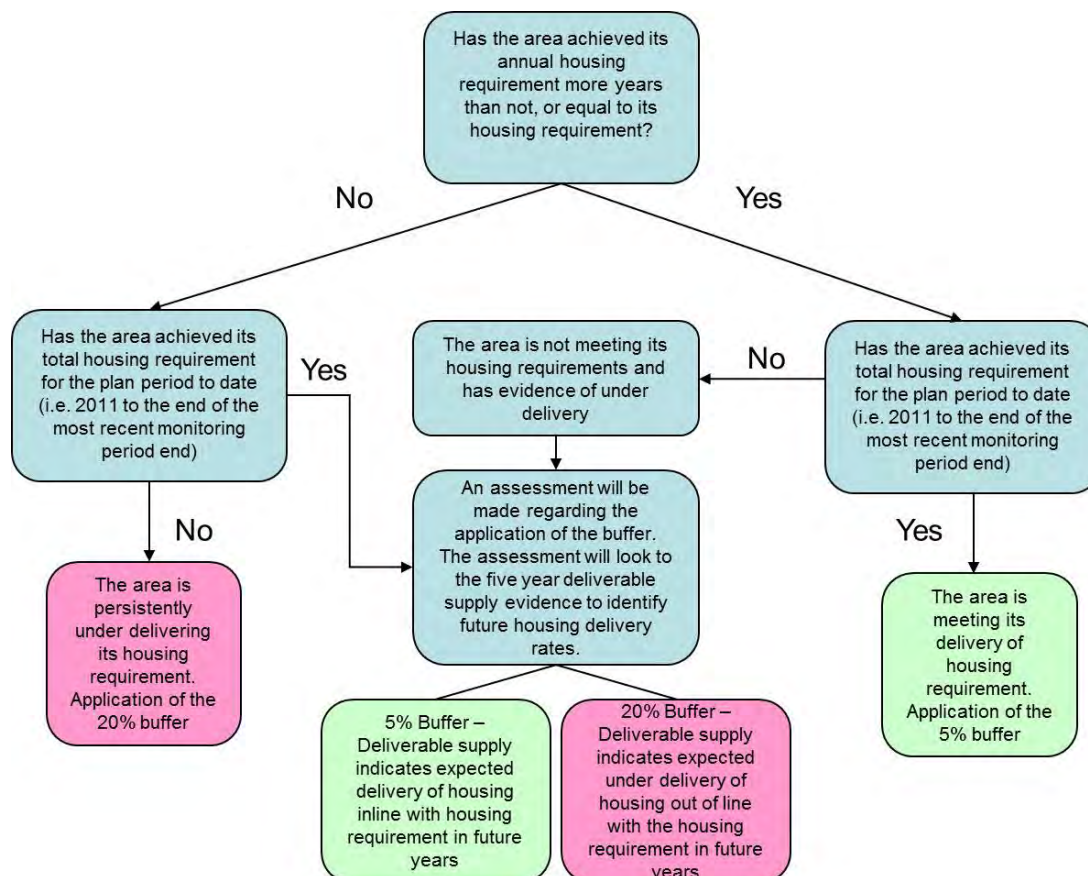 Has the area achieved its
annual housing
requirement more years
than not, or equal to its
housing requirement?
No
Yes
Has the area achieved its
total housing requirement
for the plan period to date
(i.e. 2011 to the end of the
most recent monitoring
period end)
Yes
The area is not meeting its
housing requirements and
has evidence of under
delivery
No
Has the area achieved its
total housing requirement
for the plan period to date
(i.e. 2011 to the end of the
most recent monitoring
period end)
An assessment will be
made regarding the
application of the buffer.
The assessment will look to
the five year deliverable
supply evidence to identify
future housing delivery
rates.
No
Yes
The area is
persistently
under delivering
its housing
requirement.
Application of the
20% buffer
The area is
meeting its
delivery of
housing
requirement.
Application of the
5% buffer
5% Buffer –
Deliverable supply
indicates expected
delivery of housing
inline with housing
requirement in future
years
20% Buffer –
Deliverable supply
indicates expected
under delivery of
housing out of line
with the housing
requirement in future
years